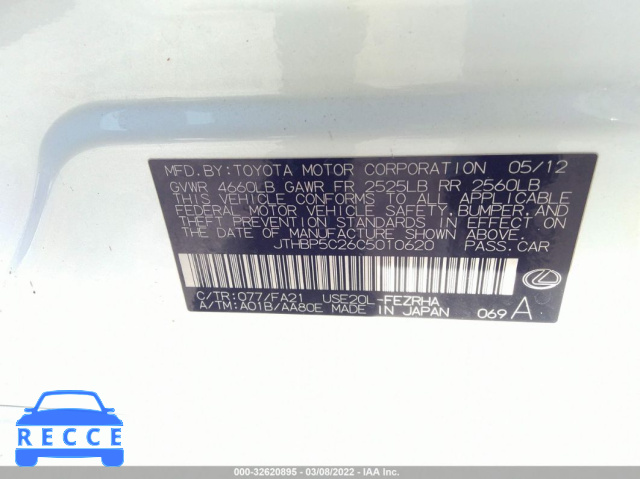 MFD. BY: TOYOTA MOTOR CORPORATION 05/12
GVWR 4660LB GAWR FR 2525LB RR 2560LB
THIS VEHICLE CONFORMS TO ALL APPLICABLE
FEDERAL MOTOR VEHICLE SAFETY, BUMPER, AND
THEFT PREVENTION STANDARDS IN EFFECT ON
THE DATE OF MANUFACTURE SHOWN ABOVE.
JTHBP5C26C5010620 PASS. CAR
C/TR: 077/FA21 USE20L-FEZRHA
A/TM: A01B/AA80E MADE IN JAPAN 069 A
RECCE
000-32620895 - 03/08/2022 - IAA Inc.